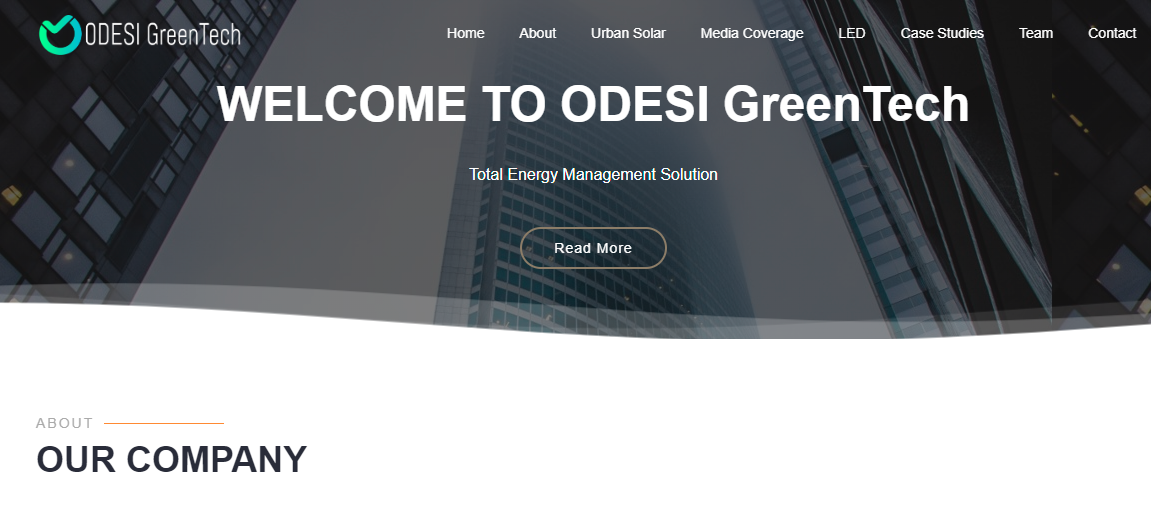 ODESI GreenTech
Home About Urban Solar Media Coverage LED Case Studies Team Contact
WELCOME TO ODESI GreenTech
Total Energy Management Solution
Read More
ABOUT
OUR COMPANY